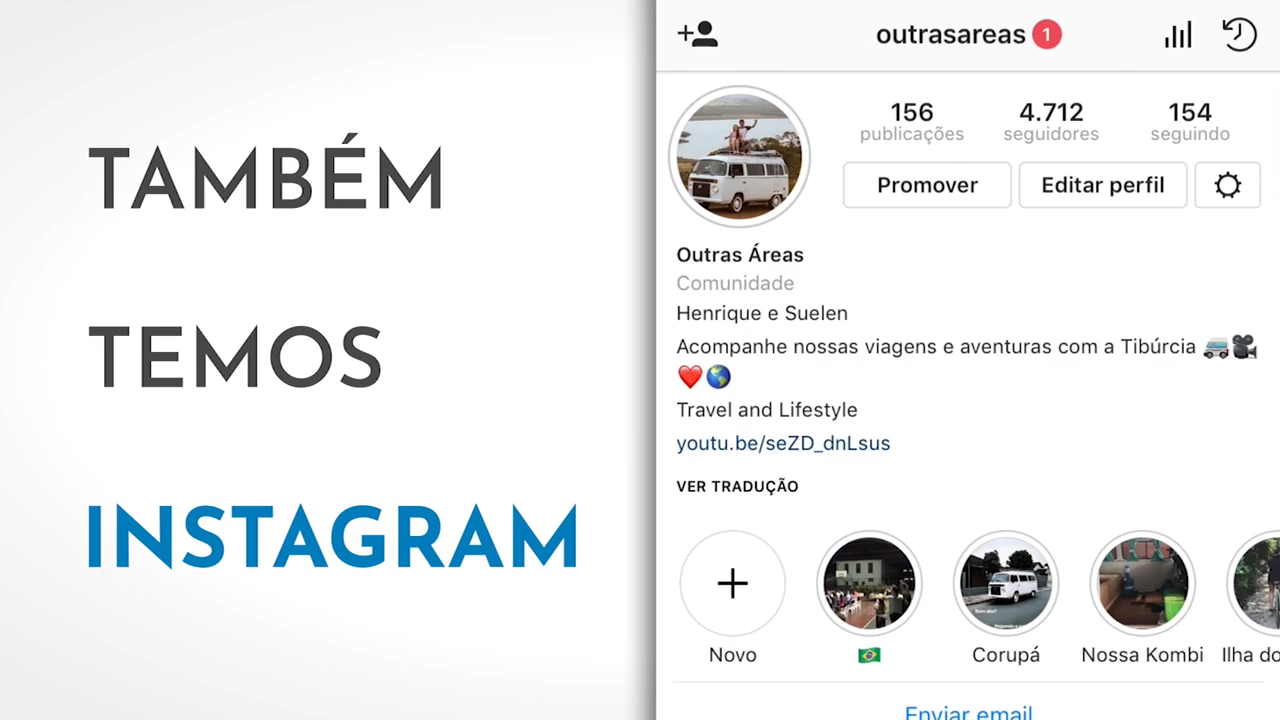 TAMBÉM
TEMOS
INSTAGRAM
outrasareas 1
156 4.712 154
publicações seguidores seguindo
Promover Editar perfil
Outras Áreas
Comunidade
Henrique e Suelen
Acompanhe nossas viagens e aventuras com a Tibúrcia 🚐🎥
❤️🌎
Travel and Lifestyle
youtu.be/seZD_dnLsus
VER TRADUÇÃO
Bom dia!!
Novo 🇧🇷 Corupá Nossa Kombi Ilha do
Enviar email